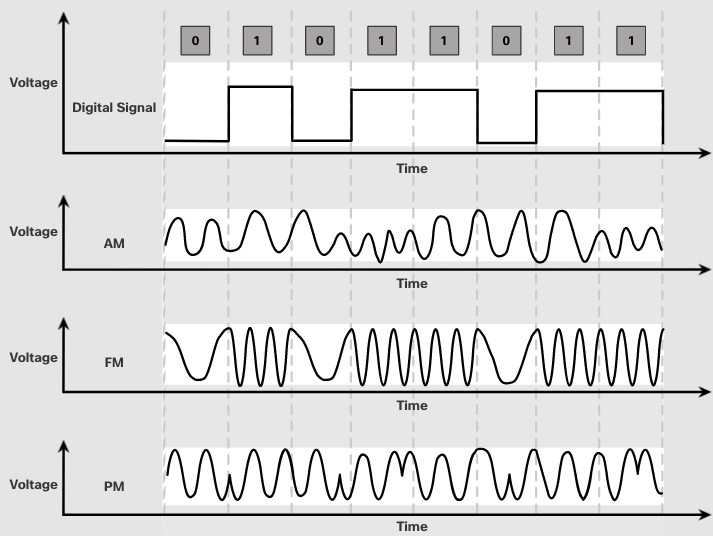 0 1 0 1 1 0 1 1
Voltage
Digital Signal
Time
Voltage
AM
Time
Voltage
FM
Time
Voltage
PM
Time